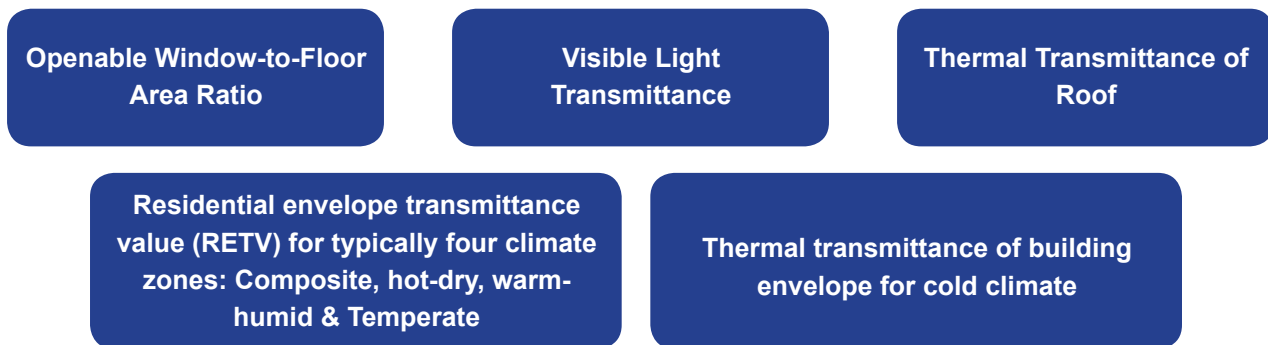 Openable Window-to-Floor
Area Ratio
Visible Light
Transmittance
Thermal Transmittance of
Roof
Residential envelope transmittance
value (RETV) for typically four climate
zones: Composite, hot-dry, warm-
humid & Temperate
Thermal transmittance of building
envelope for cold climate